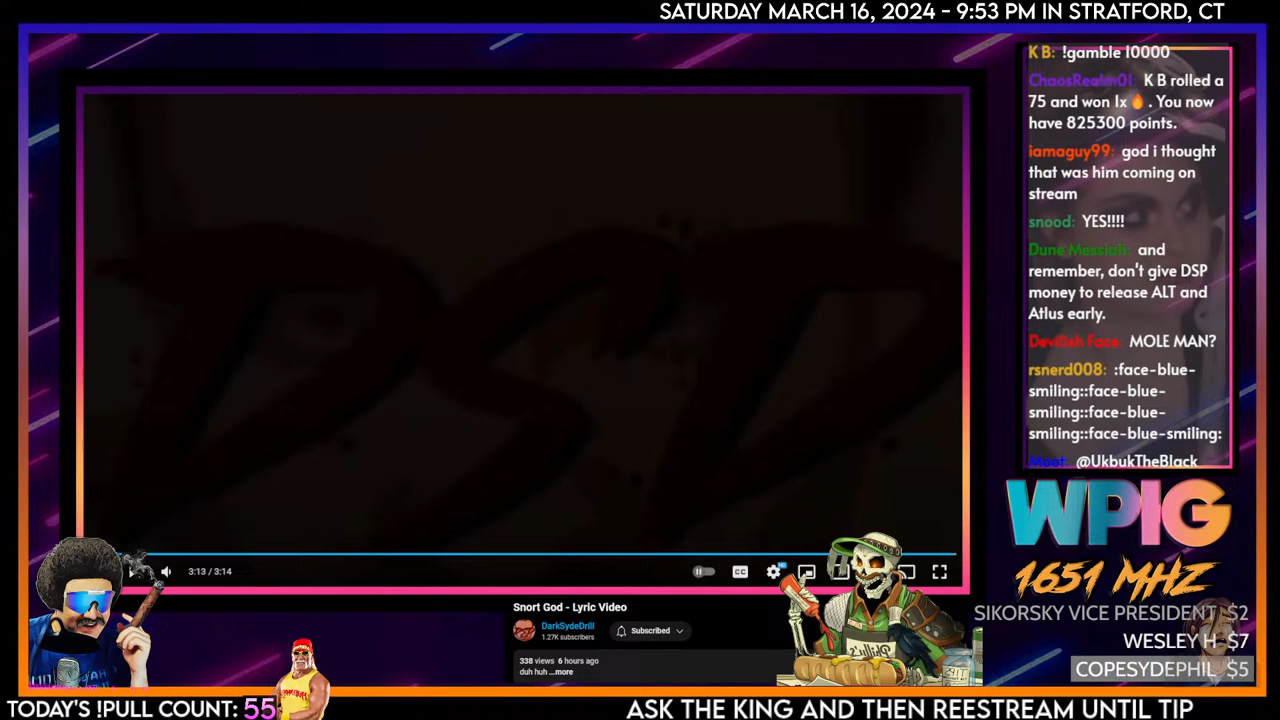 SATURDAY MARCH 16, 2024 - 9:53 PM IN STRATFORD, CT
K B: !gamble 10000
ChaosRealm01: K B rolled a
75 and won 1x 🔥. You now
have 825300 points.
iamaguy99: god i thought
that was him coming on
stream
snood: YES!!!!
Dune Messiah: and
remember, don't give DSP
money to release ALT and
Atlus early.
Devilish Face: MOLE MAN?
rsnerd008: :face-blue-
smiling::face-blue-
smiling::face-blue-smiling:
Moot: @UkbukTheBlack
DSD
3:13 / 3:14
CC
HD
Snort God - Lyric Video
DarkSydeDrill
1.27K subscribers
Subscribed
338 views 6 hours ago
duh huh ...more
Phillu's
WPIG
1651 MHZ
SIKORSKY VICE PRESIDENT $2
WESLEY H $7
COPESYDEPHIL $5
TODAY'S !PULL COUNT: 55
ASK THE KING AND THEN REESTREAM UNTIL TIP